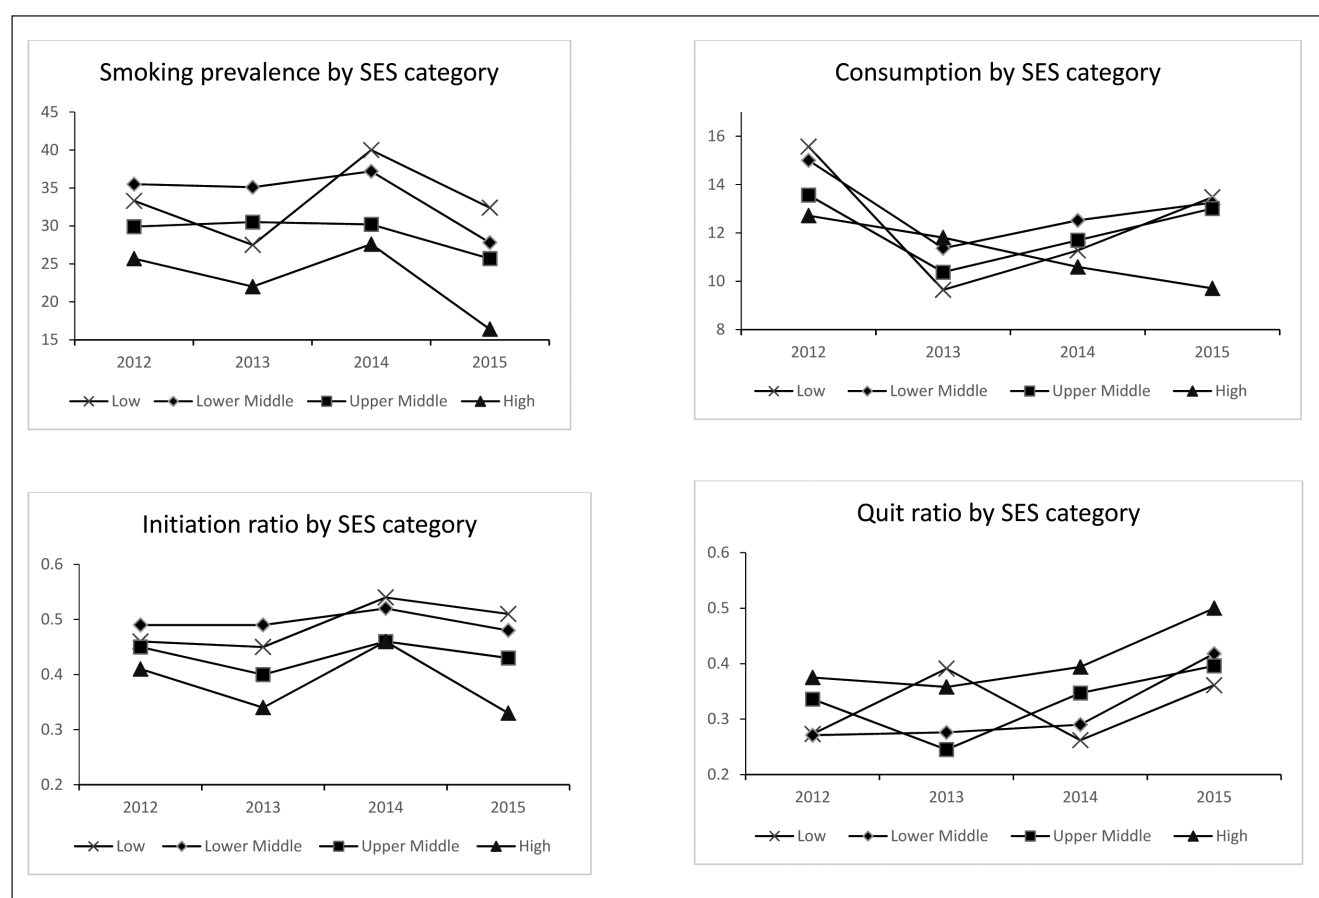 Smoking prevalence by SES category
45
40
35
30
25
20
15
2012 2013 2014 2015
Low Lower Middle Upper Middle High
Consumption by SES category
16
14
12
10
8
2012 2013 2014 2015
Low Lower Middle Upper Middle High
Initiation ratio by SES category
0.6
0.5
0.4
0.3
0.2
2012 2013 2014 2015
Low Lower Middle Upper Middle High
Quit ratio by SES category
0.6
0.5
0.4
0.3
0.2
2012 2013 2014 2015
Low Lower Middle Upper Middle High